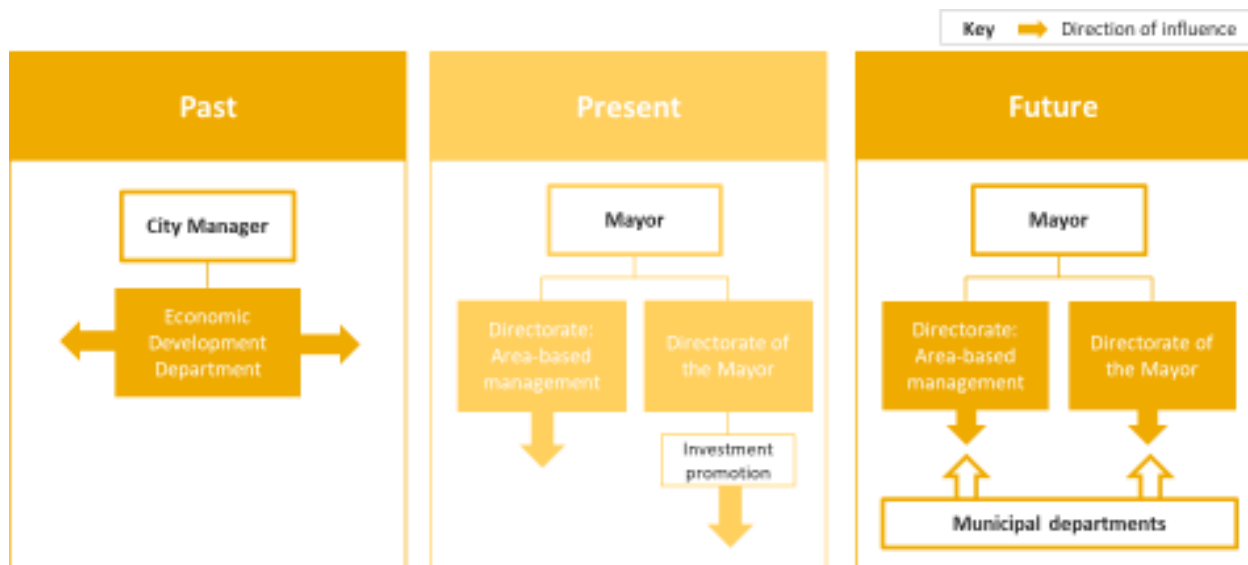 Key Direction of influence
Past
Present
Future
City Manager
Economic
Development
Department
Mayor
Directorate:
Area-based
management
Directorate of
the Mayor
Investment
promotion
Mayor
Directorate:
Area-based
management
Directorate of
the Mayor
Municipal departments